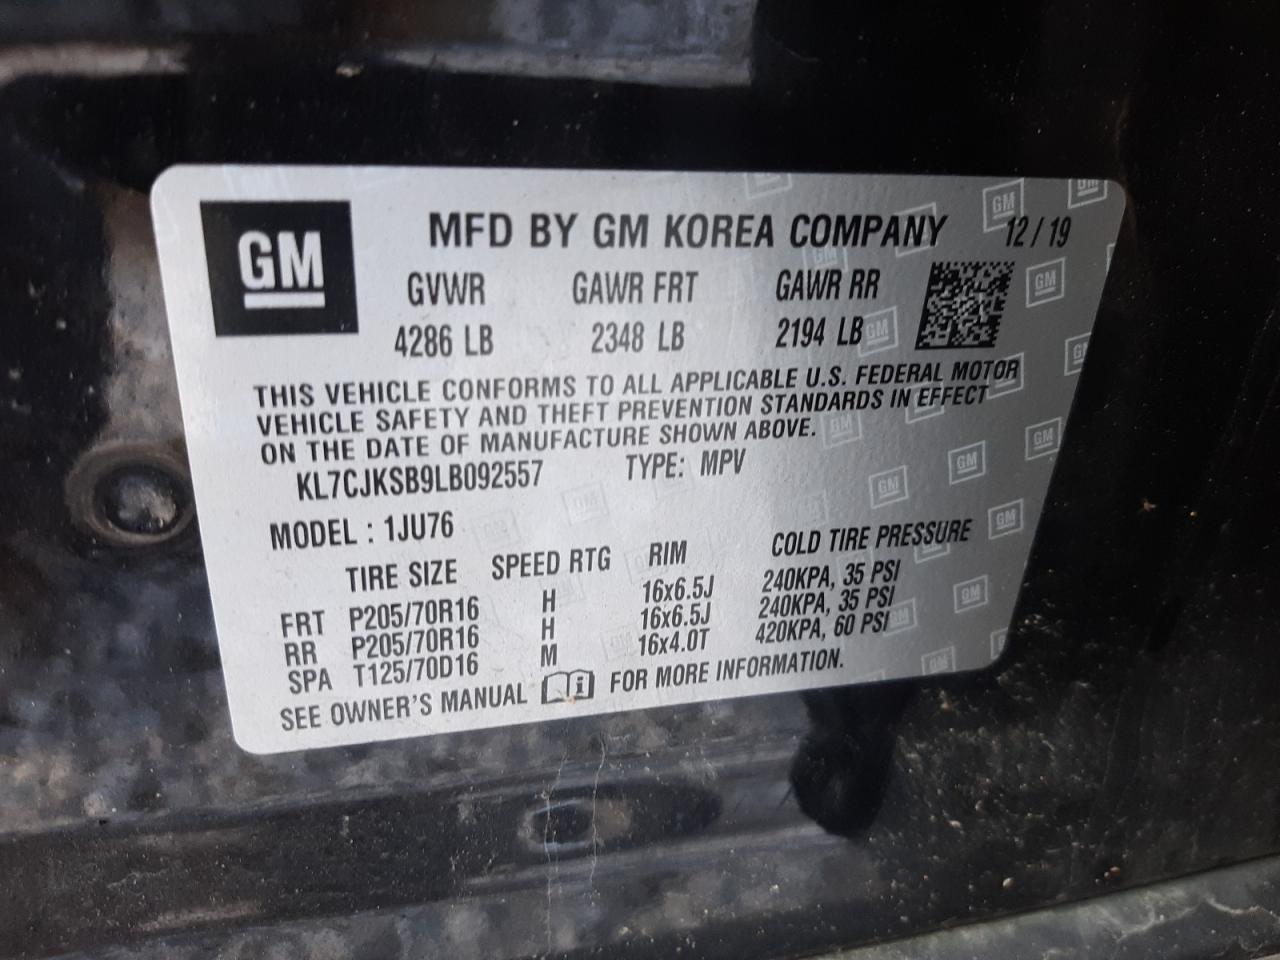 GM
MFD BY GM KOREA COMPANY 12/19
GVWR GAWR FRT GAWR RR
4286 LB 2348 LB 2194 LB
THIS VEHICLE CONFORMS TO ALL APPLICABLE U.S. FEDERAL MOTOR
VEHICLE SAFETY AND THEFT PREVENTION STANDARDS IN EFFECT
ON THE DATE OF MANUFACTURE SHOWN ABOVE.
KL7CJKSB9LB092557 TYPE: MPV
MODEL : 1JU76
TIRE SIZE SPEED RTG RIM COLD TIRE PRESSURE
FRT P205/70R16 H 16x6.5J 240KPA, 35 PSI
RR P205/70R16 H 16x6.5J 240KPA, 35 PSI
SPA T125/70D16 M 16x4.0T 420KPA, 60 PSI
SEE OWNER'S MANUAL FOR MORE INFORMATION.